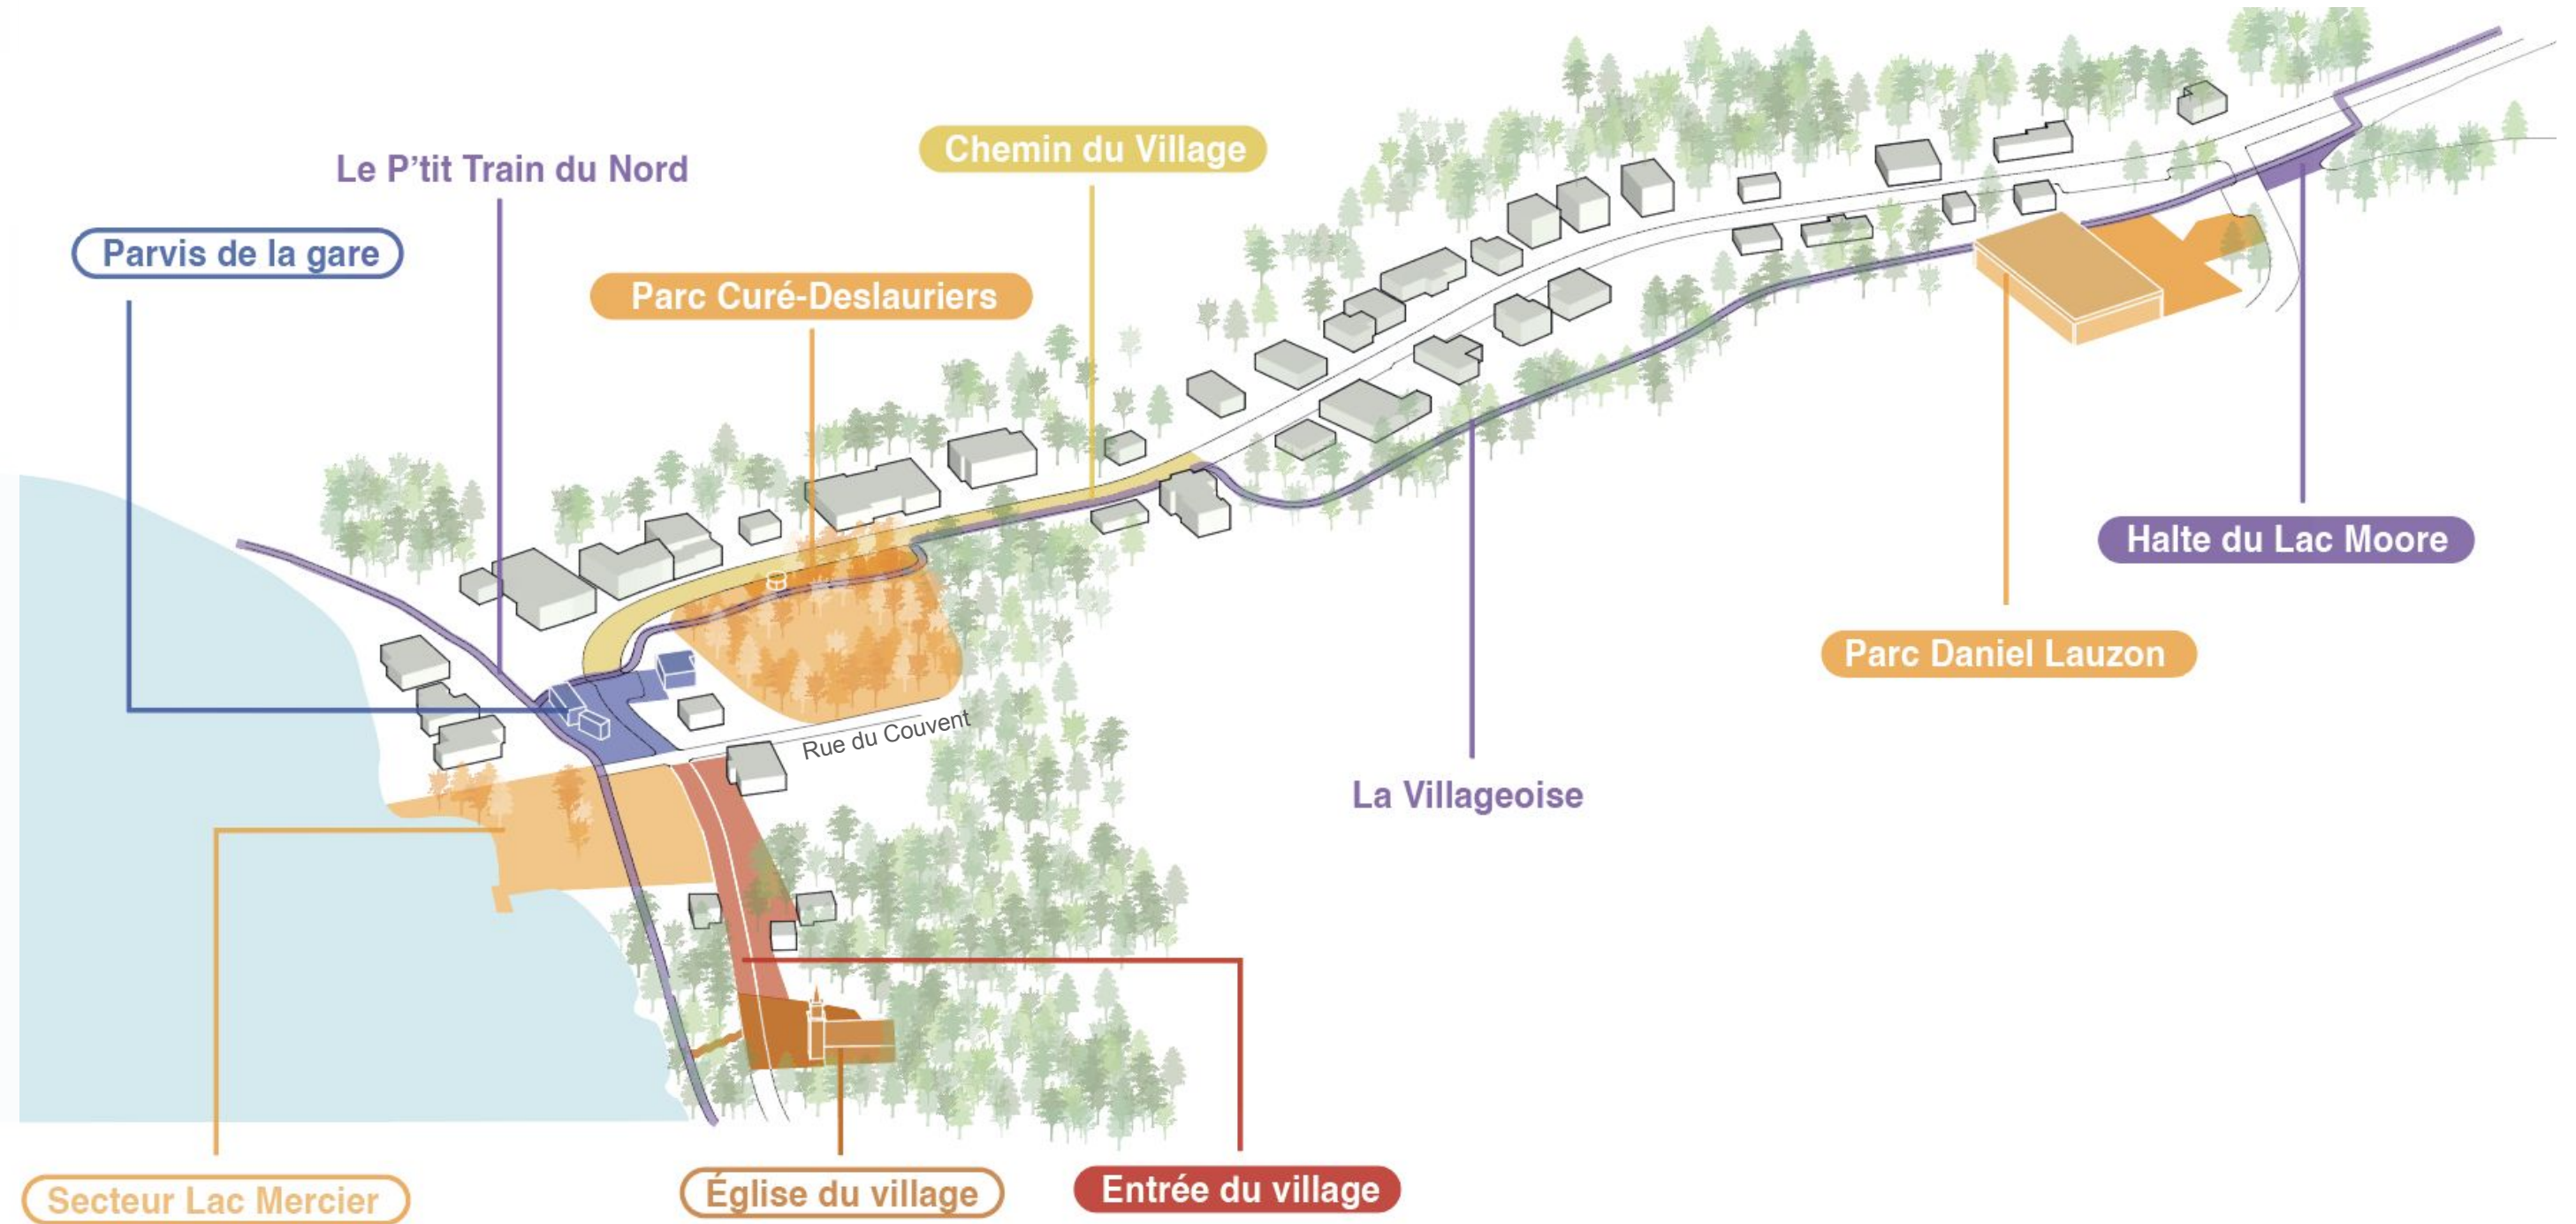 Chemin du Village
Le P'tit Train du Nord
Parvis de la gare
Parc Curé-Deslauriers
Halte du Lac Moore
Parc Daniel Lauzon
Rue du Couvent
La Villageoise
Secteur Lac Mercier
Église du village
Entrée du village